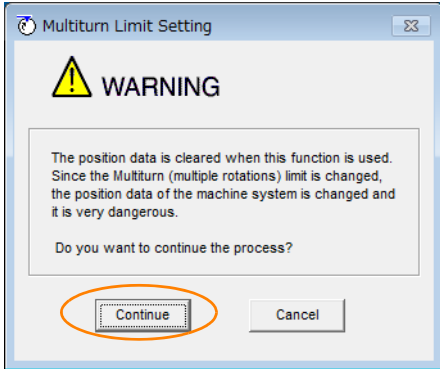 Multiturn Limit Setting
WARNING
The position data is cleared when this function is used.
Since the Multiturn (multiple rotations) limit is changed,
the position data of the machine system is changed and
it is very dangerous.
Do you want to continue the process?
Continue
Cancel